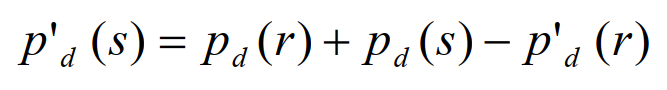 p'_d (s) = p_d (r) + p_d (s) − p'_d (r)